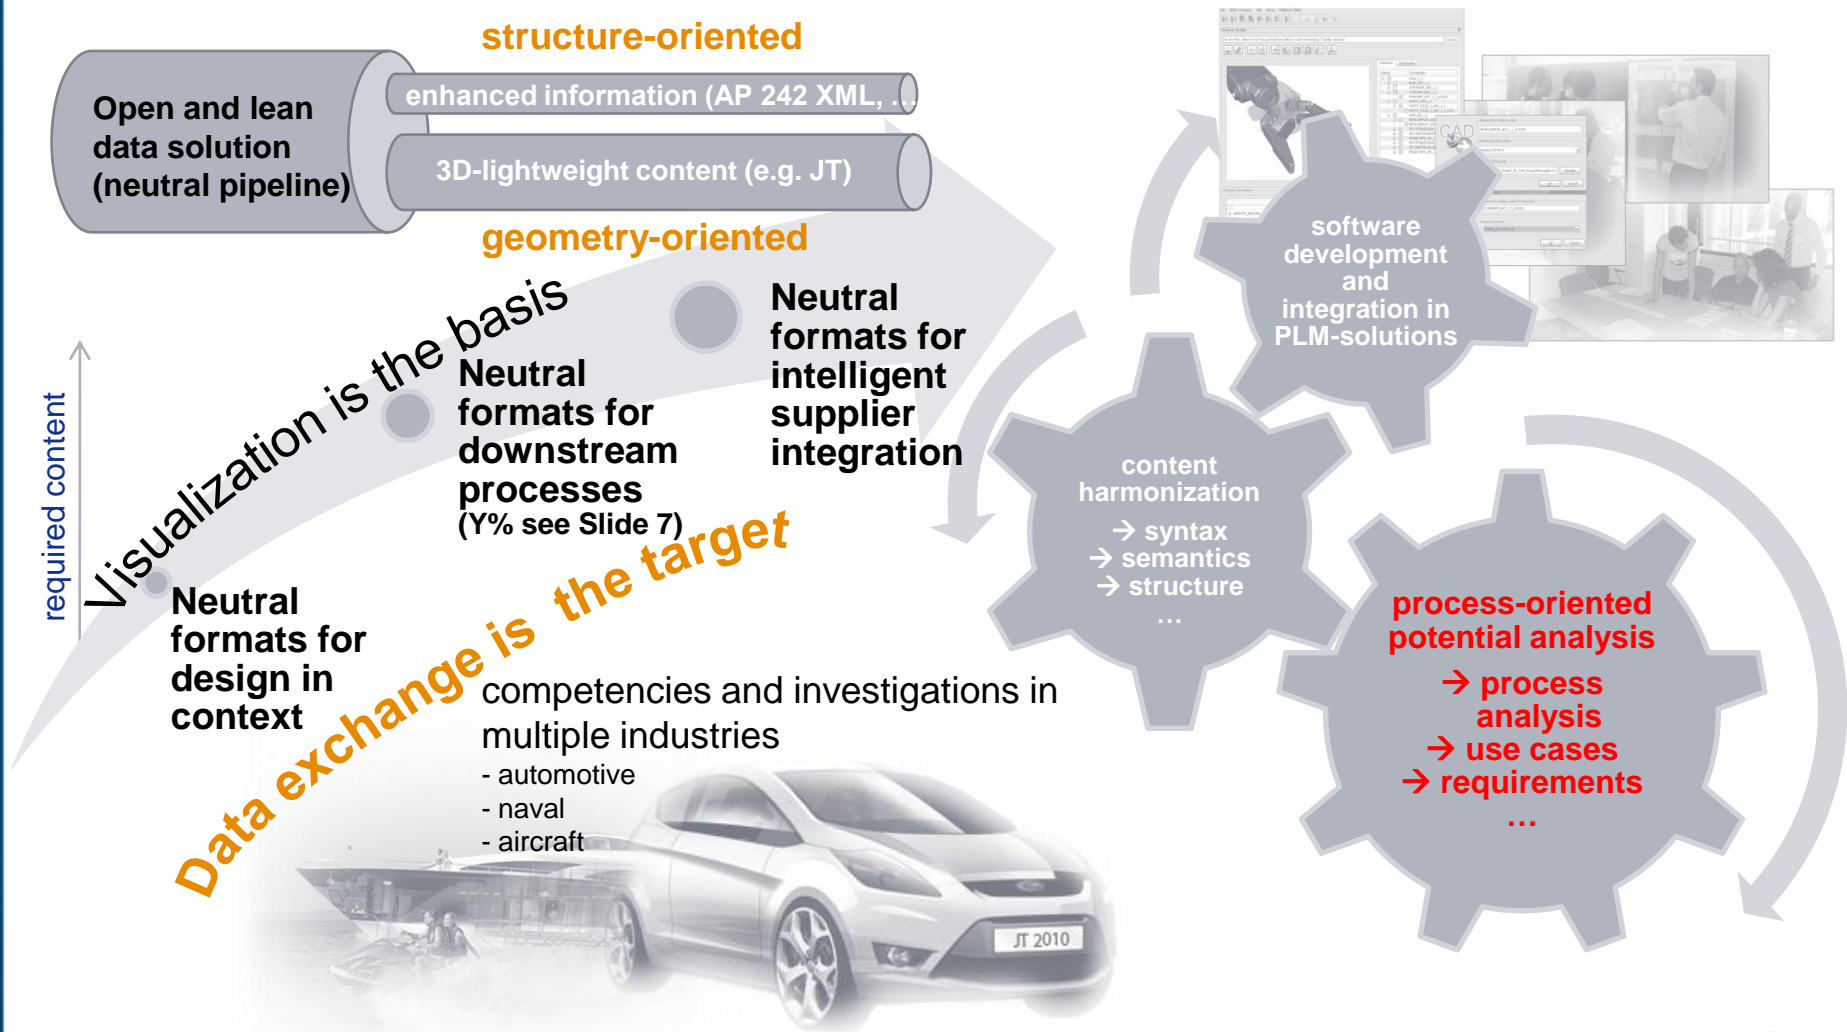 structure-oriented
Open and lean
data solution
(neutral pipeline)
enhanced information (AP 242 XML, …
3D-lightweight content (e.g. JT)
geometry-oriented
required content
Visualization is the basis
Neutral
formats for
design in
context
Neutral
formats for
downstream
processes
(Y% see Slide 7)
Neutral
formats for
intelligent
supplier
integration
Data exchange is the target
competencies and investigations in
multiple industries
- automotive
- naval
- aircraft
JT 2010
CAD
software
development
and
integration in
PLM-solutions
content
harmonization
→ syntax
→ semantics
→ structure
…
process-oriented
potential analysis
→ process
analysis
→ use cases
→ requirements
…